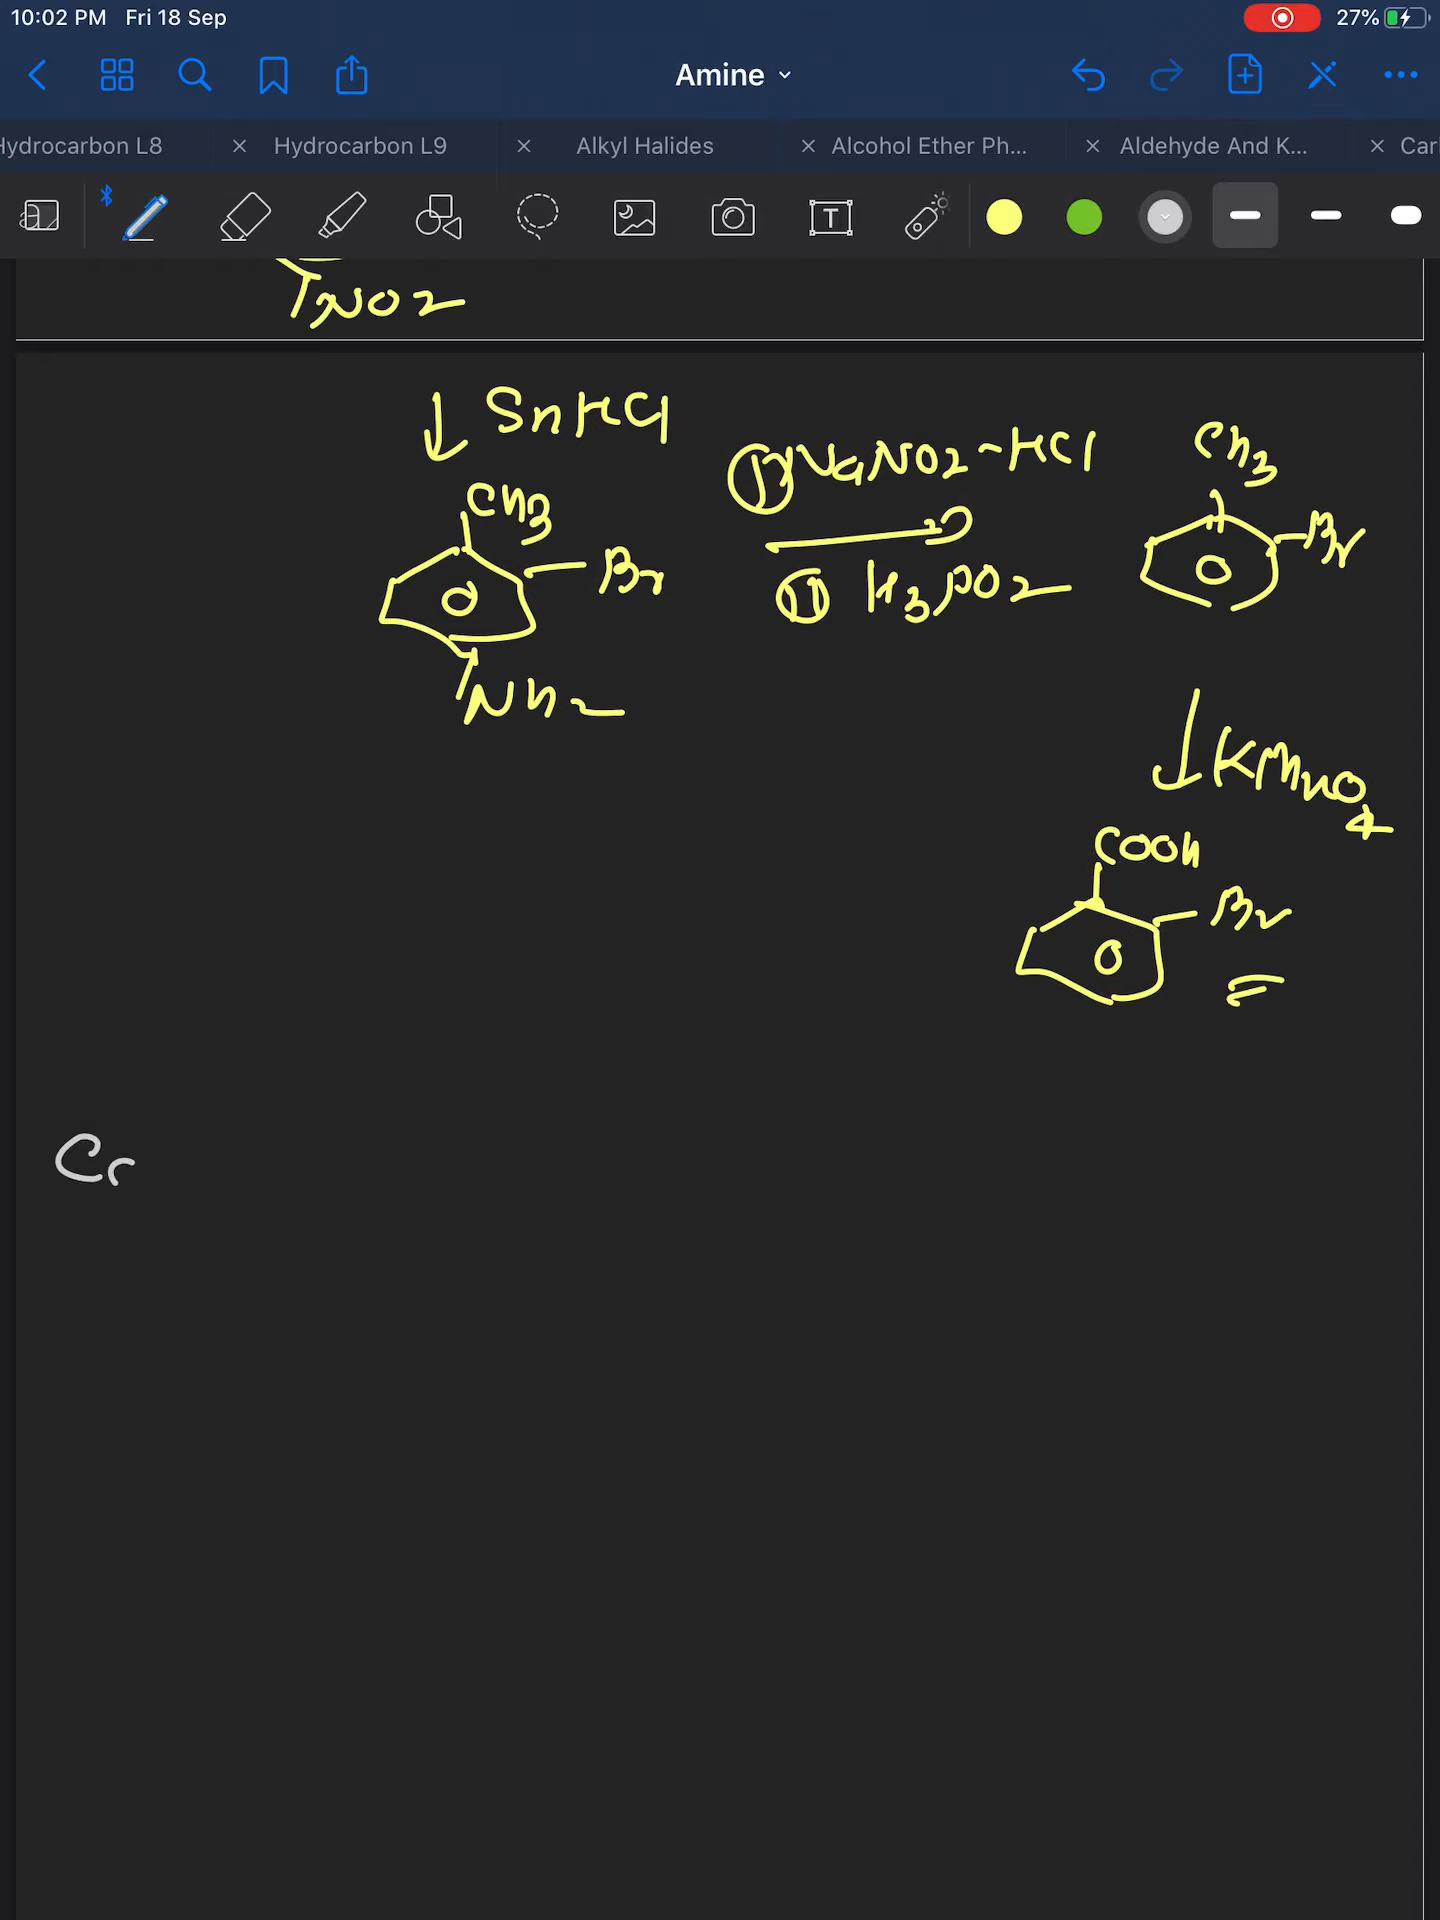 10:02 PM Fri 18 Sep 27%
Amine
Hydrocarbon L8 × Hydrocarbon L9 × Alkyl Halides × Alcohol Ether Ph... × Aldehyde And K... × Car
T
NO2
SnHCl
I NaNO2-HCl
CH3
CH3
Br
Br
II H3PO2
NH2
KMnO4
COOH
Br